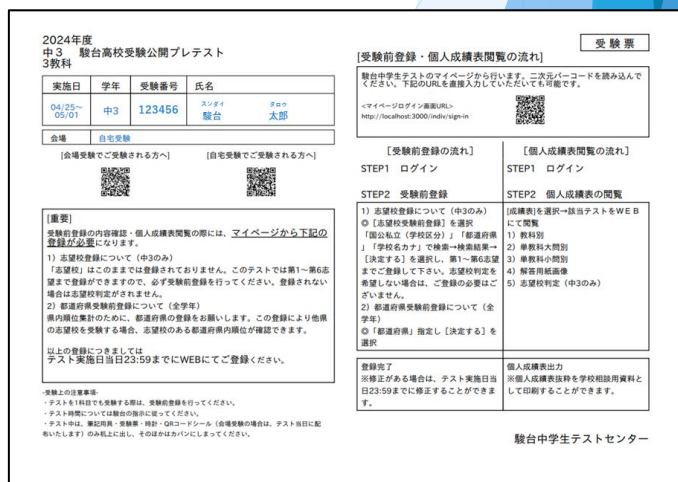 2024年度
中3　駿台高校受験公開プレテスト
3教科
実施日 学年 受験番号 氏名
04/25~
05/01
中3
123456
スンダイ タロウ
駿台 太郎
会場 自宅受験
[会場受験でご受験される方へ] [自宅受験でご受験される方へ]
[重要]
受験前登録の内容確認・個人成績表閲覧の際には、マイページから下記の
登録が必要になります。
1）志望校登録について（中3のみ）
「志望校」はこのままでは登録されておりません。このテストでは第1~第6志
望まで登録ができますので、必ず受験前登録を行ってください。登録されない
場合は志望校判定がされません。
2）都道府県受験前登録について（全学年）
県内順位集計のために、都道府県の登録をお願いします。この登録により他県
の志望校を受験する場合、志望校のある都道府県内順位が確認できます。
以上の登録につきましては
テスト実施日当日23:59までにWEBにてご登録ください。
-受験上の注意事項-
・テストを1科目でも受験する際は、受験前登録を行ってください。
・テスト時間については駿台の指示に従ってください。
・テスト中は、筆記用具・受験票・時計・QRコードシール（会場受験の場合は、テスト当日に配
布いたします）のみ机上に出し、そのほかはカバンにしまってください。
受験票
[受験前登録・個人成績表閲覧の流れ]
駿台中学生テストのマイページから行います。二次元バーコードを読み込んで
ください。下記のURLを直接入力していただいても可能です。
<マイページログイン画面URL>
http://localhost:3000/indiv/sign-in
[受験前登録の流れ]
STEP1　ログイン
STEP2　受験前登録
1）志望校登録について（中3のみ）
◎［志望校受験前登録］を選択
「国公私立（学校区分）」「都道府県
」「学校名カナ」で検索→検索結果→
［決定する］を選択し、第1~第6志望
までご登録して下さい。志望校判定を
希望しない場合は、ご登録の必要はご
ざいません。
2）都道府県受験前登録について（全
学年）
◎「都道府県」指定し［決定する］を
選択
登録完了
※修正がある場合は、テスト実施日当
日23:59までに修正することができま
す。
[個人成績表閲覧の流れ]
STEP1　ログイン
STEP2　個人成績表の閲覧
[成績表]を選択→該当テストをWEB
にて閲覧
1）教科別
2）単教科大問別
3）単教科小問別
4）解答用紙画像
5）志望校判定（中3のみ）
個人成績表出力
※個人成績表抜粋を学校相談用資料と
して印刷することができます。
駿台中学生テストセンター